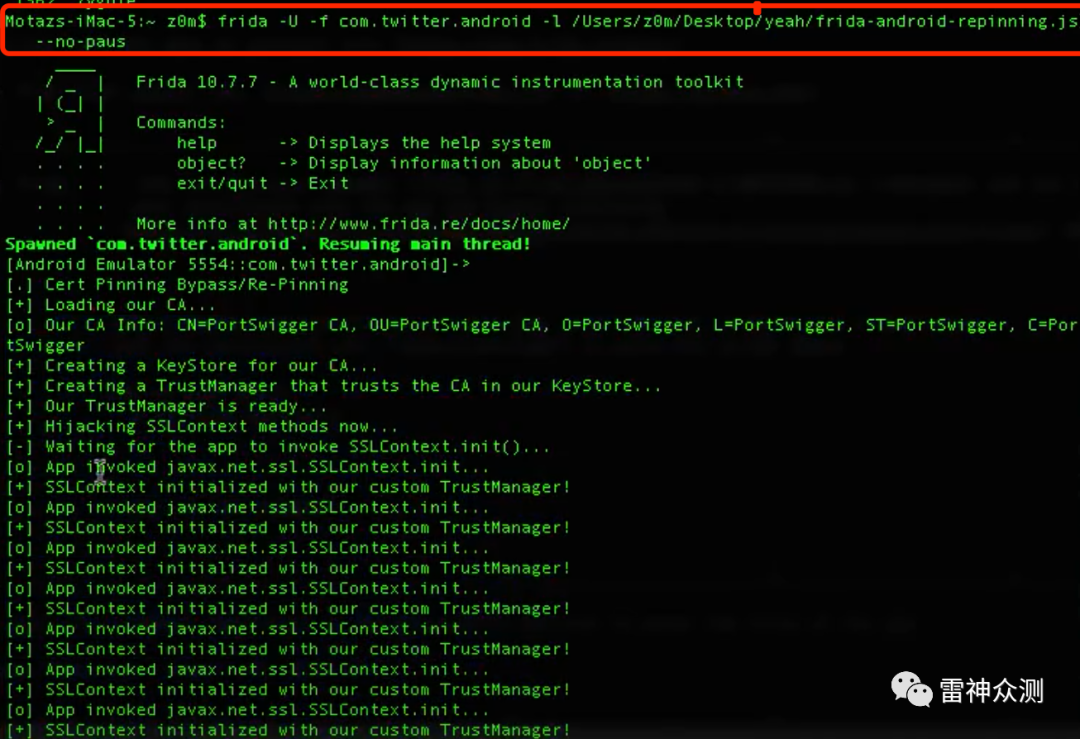 Motazs-iMac-5:~ z0m$ frida -U -f com.twitter.android -l /Users/z0m/Desktop/yeah/frida-android-repinning.js
--no-paus
Frida 10.7.7 - A world-class dynamic instrumentation toolkit
Commands:
help -> Displays the help system
object? -> Display information about 'object'
exit/quit -> Exit
More info at http://www.frida.re/docs/home/
Spawned `com.twitter.android`. Resuming main thread!
[Android Emulator 5554::com.twitter.android]->
[.] Cert Pinning Bypass/Re-Pinning
[+] Loading our CA...
[o] Our CA Info: CN=PortSwigger CA, OU=PortSwigger CA, O=PortSwigger, L=PortSwigger, ST=PortSwigger, C=Por
tSwigger
[+] Creating a KeyStore for our CA...
[+] Creating a TrustManager that trusts the CA in our KeyStore...
[+] Our TrustManager is ready...
[+] Hijacking SSLContext methods now...
[-] Waiting for the app to invoke SSLContext.init()...
[o] App invoked javax.net.ssl.SSLContext.init...
[+] SSLContext initialized with our custom TrustManager!
[o] App invoked javax.net.ssl.SSLContext.init...
[+] SSLContext initialized with our custom TrustManager!
[o] App invoked javax.net.ssl.SSLContext.init...
[+] SSLContext initialized with our custom TrustManager!
[o] App invoked javax.net.ssl.SSLContext.init...
[+] SSLContext initialized with our custom TrustManager!
[o] App invoked javax.net.ssl.SSLContext.init...
[+] SSLContext initialized with our custom TrustManager!
[o] App invoked javax.net.ssl.SSLContext.init...
[+] SSLContext initialized with our custom TrustManager!
[o] App invoked javax.net.ssl.SSLContext.init...
[+] SSLContext initialized with our custom TrustManager!
雷神众测